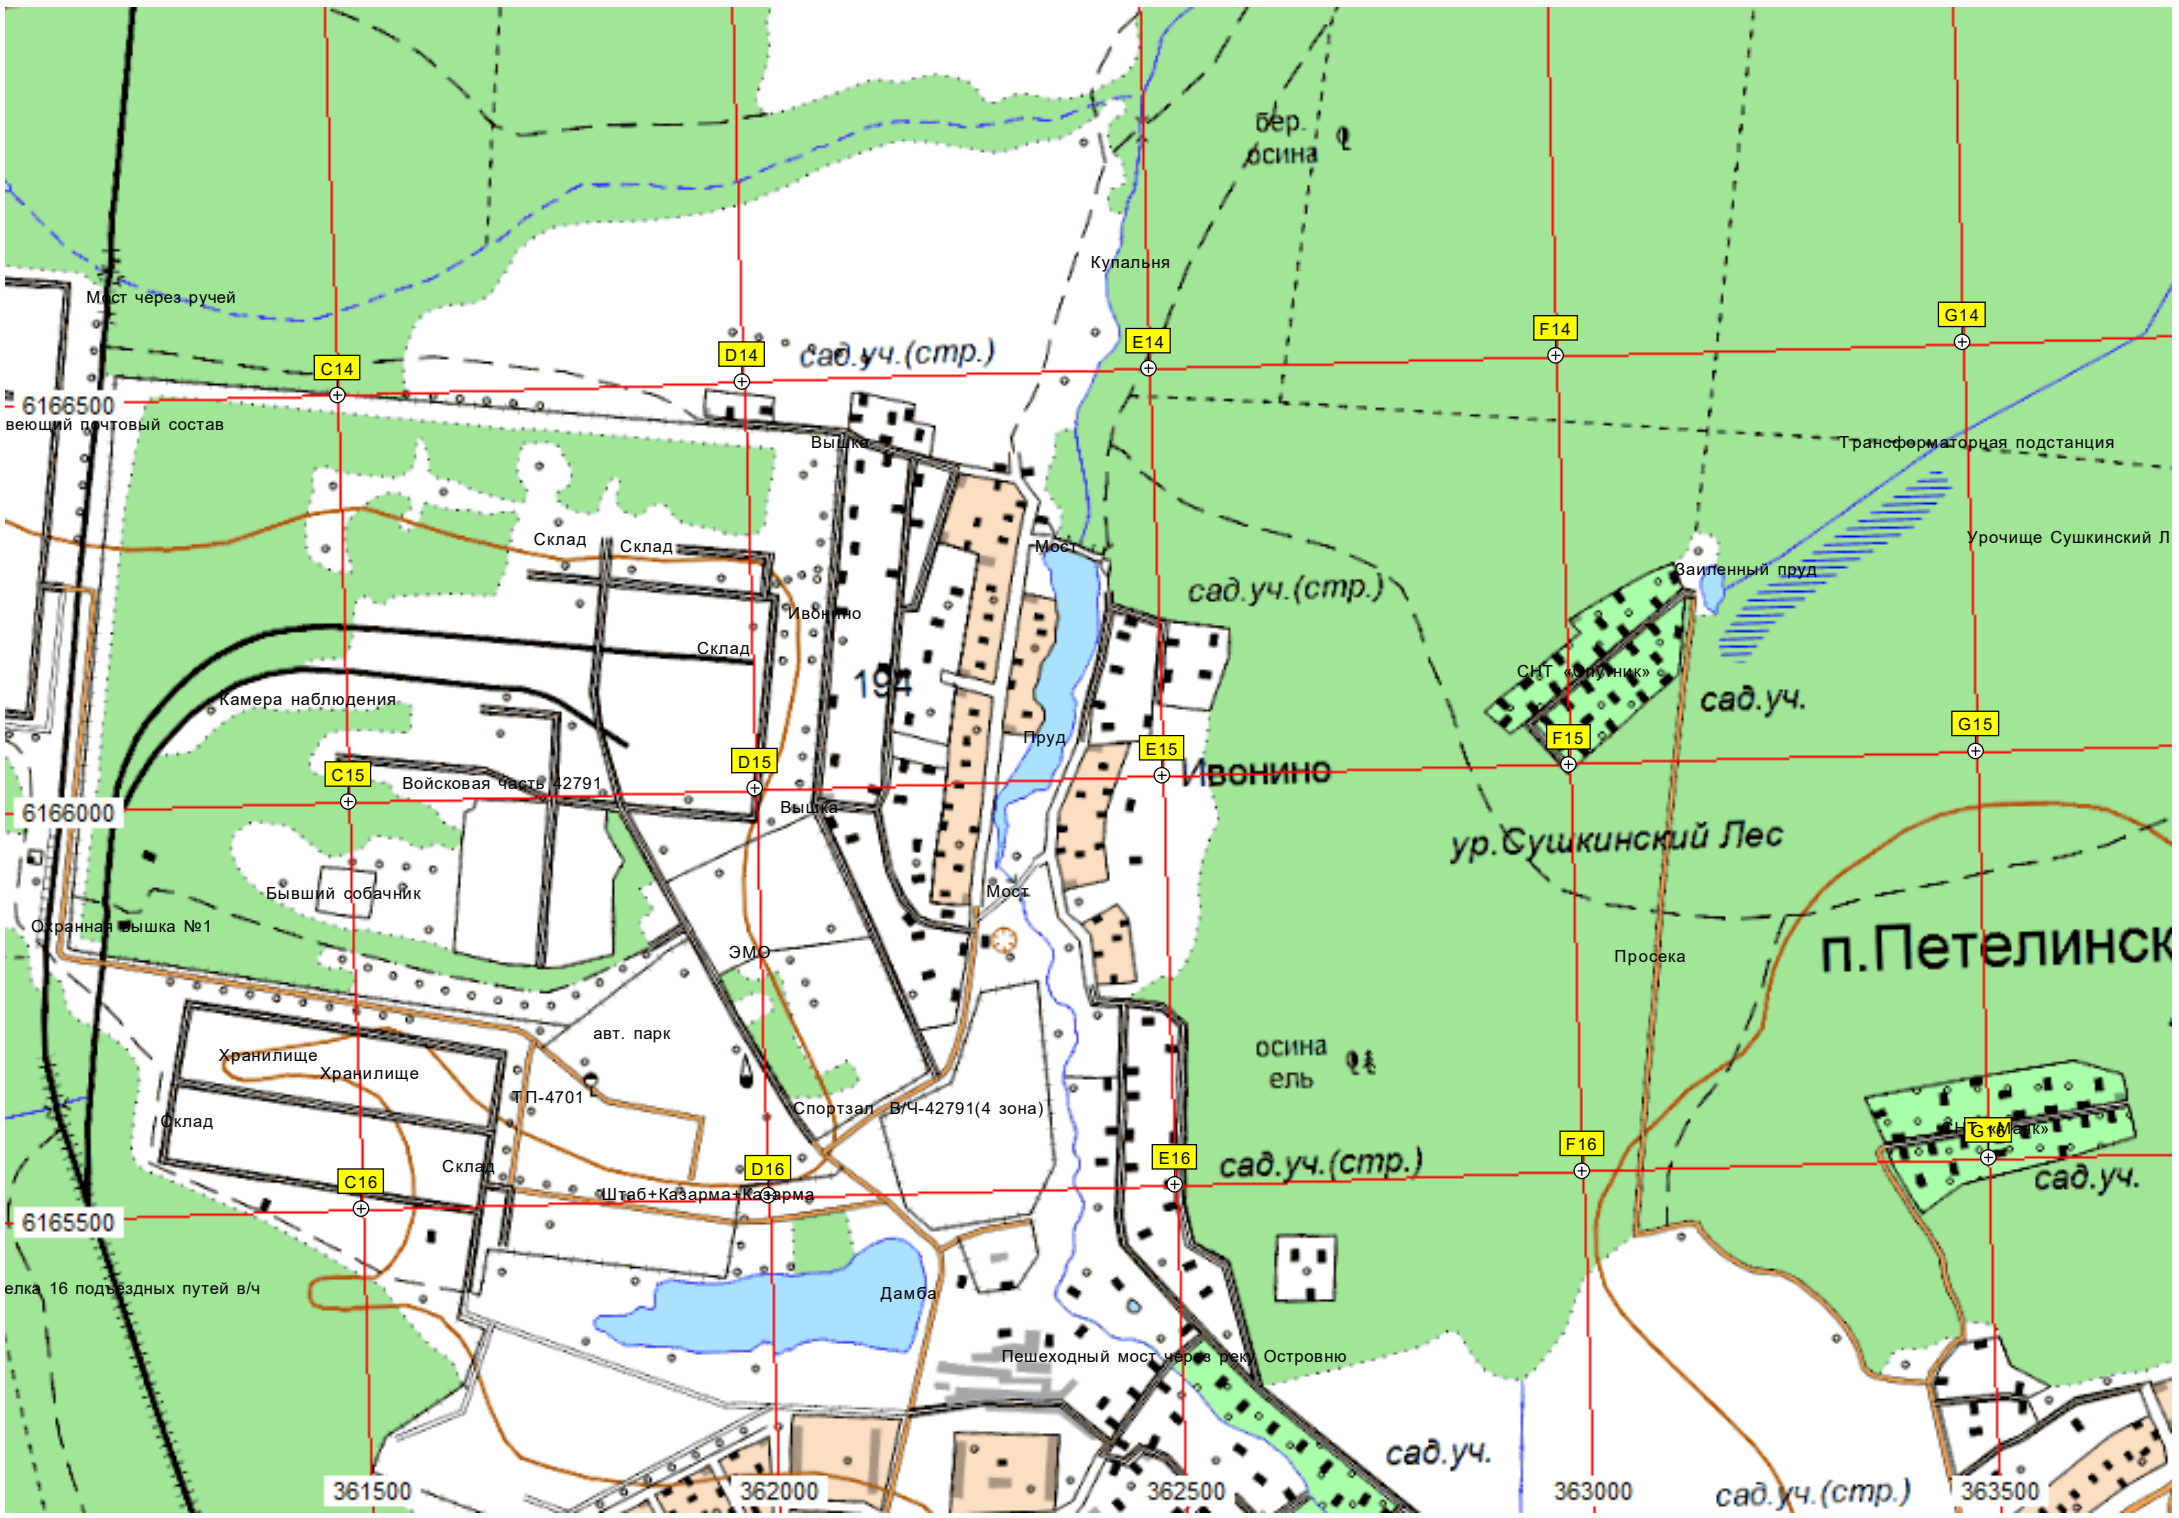 бер.
осина
Купальня
Мост через ручей
G14
F14
E14
D14
сад.уч.(стр.)
C14
6166500
веющий почтовый состав
Вышка
Трансформаторная подстанция
Склад
Склад
Мост
Урочище Сушкинский Л
Заиленный пруд
сад.уч.(стр.)
Ивонино
Склад
СНТ «Спутник»
194
сад.уч.
Камера наблюдения
G15
F15
Пруд
E15
D15
Ивонино
C15
Войсковая часть 42791
6166000
Вышка
ур.Сушкинский Лес
Бывший собачник
Мост
Охранная вышка №1
ЭМО
Просека
п.Петелинск
авт. парк
осина
ель
Хранилище
Хранилище
ТП-4701
Спортзал
В/Ч-42791(4 зона)
Склад
СНТ «Маяк»
G16
F16
E16
сад.уч.(стр.)
Склад
D16
сад.уч.
C16
Штаб+Казарма+Казарма
6165500
елка 16 подъездных путей в/ч
Дамба
Пешеходный мост через реку Островню
сад.уч.
361500
362000
362500
363000
сад.уч.(стр.)
363500